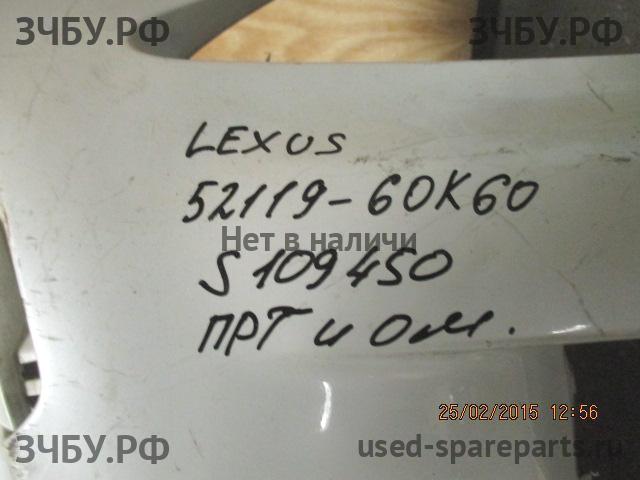 ЗЧБУ.РФ
ЗЧБУ.РФ
LEXUS
52119-60K60
Нет в наличи
S109450
ПРТ и ОМ.
25/02/2015 12:56
ЗЧБУ.РФ
used-spareparts.ru